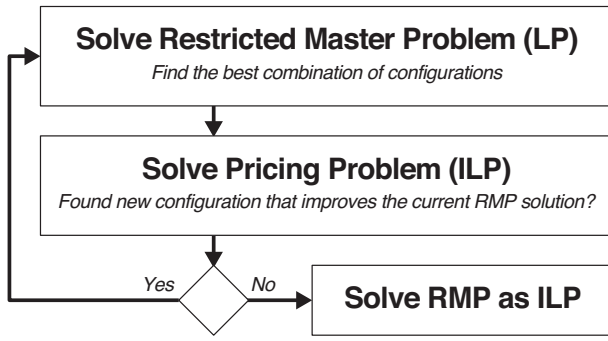 Solve Restricted Master Problem (LP)
Find the best combination of configurations
Solve Pricing Problem (ILP)
Found new configuration that improves the current RMP solution?
Yes
No
Solve RMP as ILP